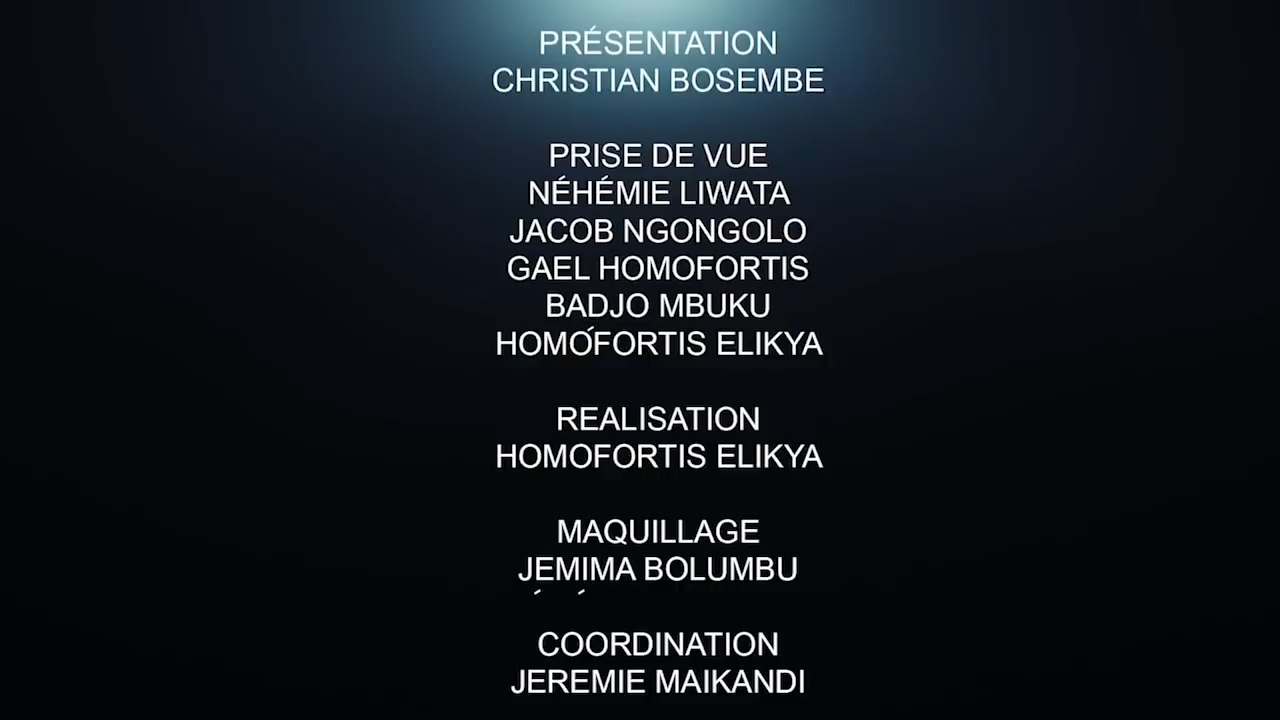 PRÉSENTATION
CHRISTIAN BOSEMBE
PRISE DE VUE
NÉHÉMIE LIWATA
JACOB NGONGOLO
GAEL HOMOFORTIS
BADJO MBUKU
HOMOFORTIS ELIKYA
REALISATION
HOMOFORTIS ELIKYA
MAQUILLAGE
JEMIMA BOLUMBU
COORDINATION
JEREMIE MAIKANDI